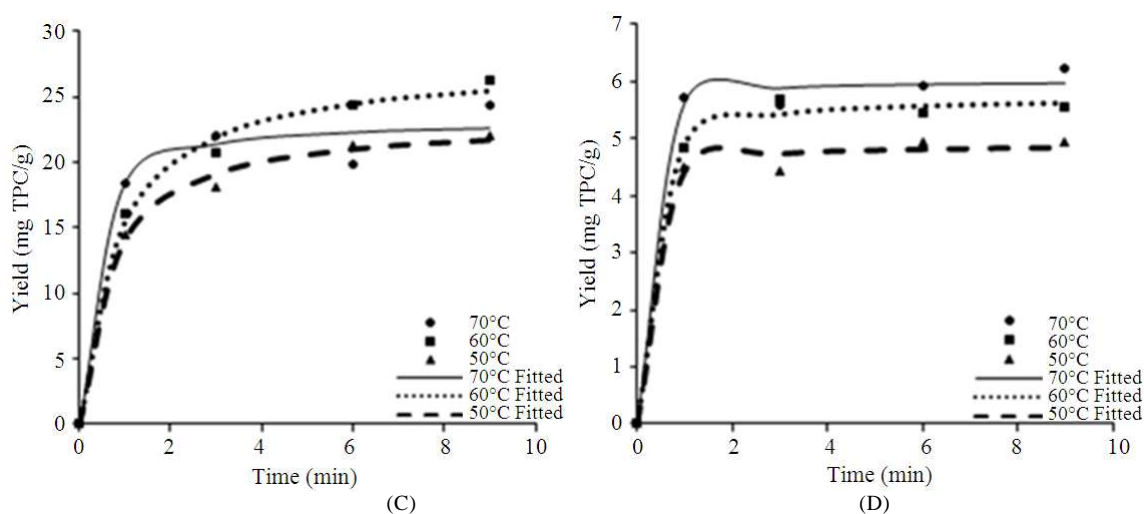 30
25
20
15
10
5
0
Yield (mg TPC/g)
0 2 4 6 8 10
Time (min)
70°C
60°C
50°C
70°C Fitted
60°C Fitted
50°C Fitted
(C)
7
6
5
4
3
2
1
0
Yield (mg TPC/g)
0 2 4 6 8 10
Time (min)
70°C
60°C
50°C
70°C Fitted
60°C Fitted
50°C Fitted
(D)